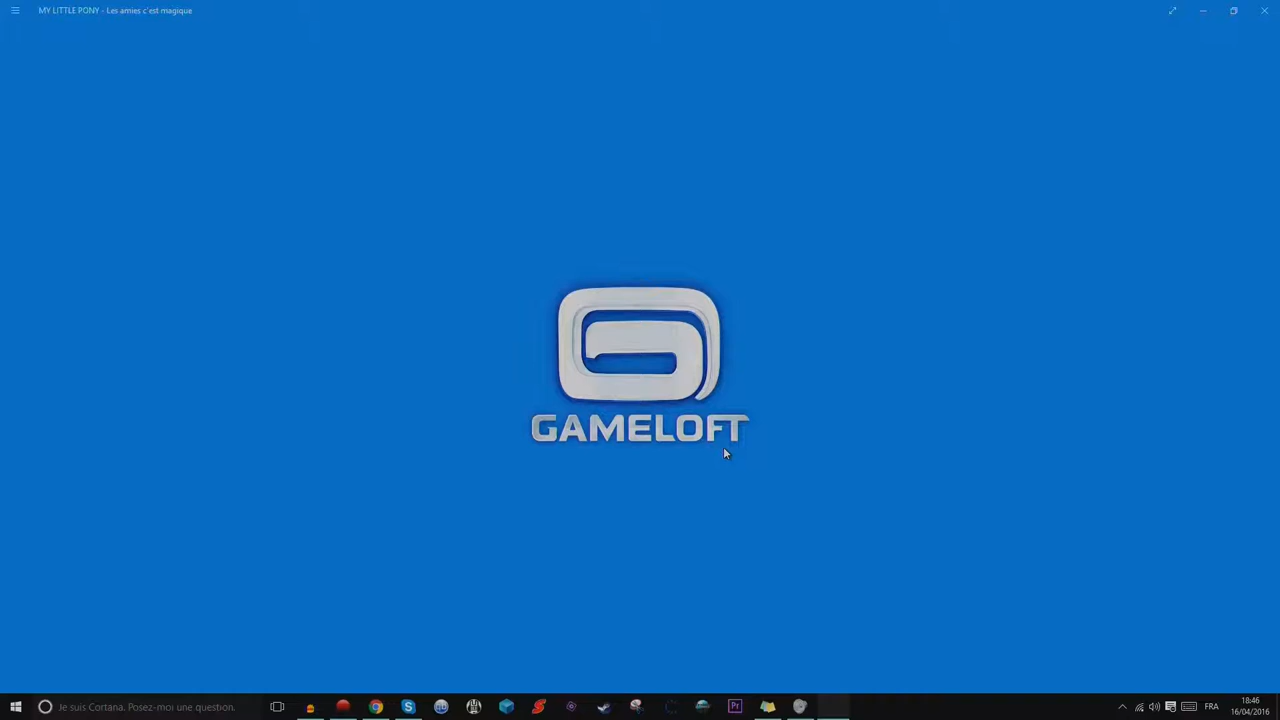 MY LITTLE PONY - Les amies c'est magique
GAMELOFT
Je suis Cortana. Posez-moi une question.
Pr
FRA
18:46
16/04/2016